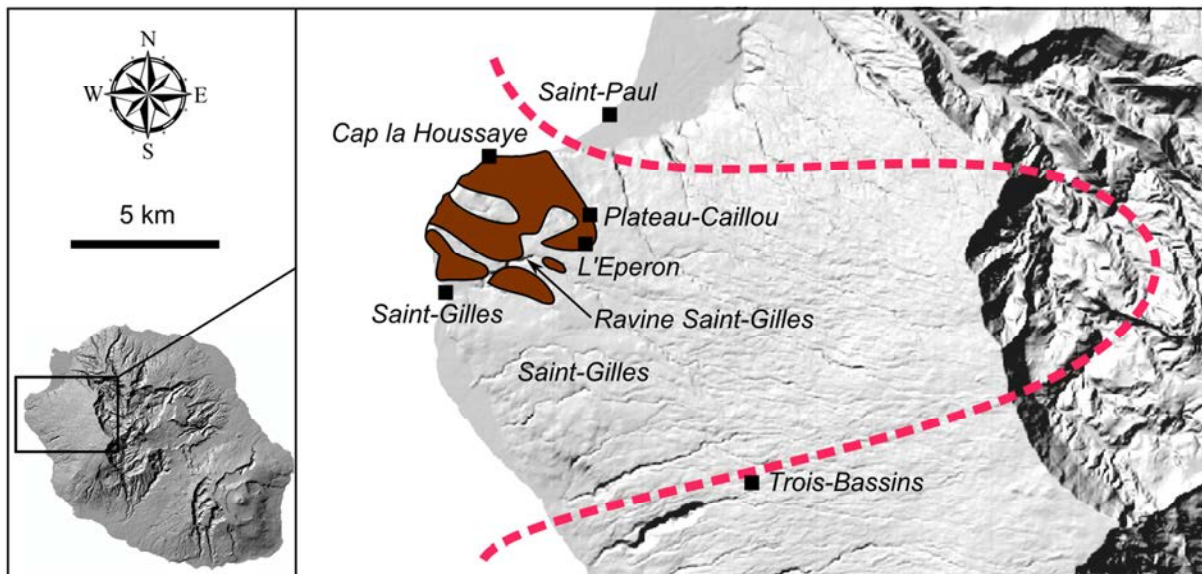 N
W E
S
5 km
Saint-Paul
Cap la Houssaye
Plateau-Caillou
L'Eperon
Saint-Gilles
Ravine Saint-Gilles
Saint-Gilles
Trois-Bassins